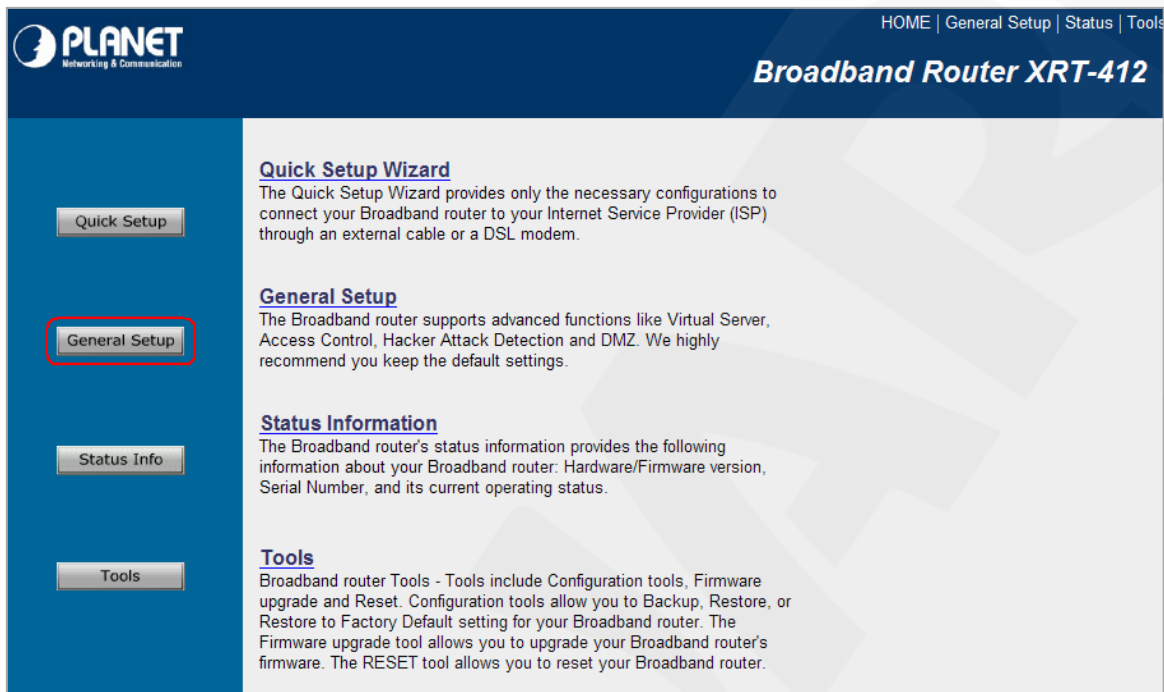 PLANET
Networking & Communication
HOME | General Setup | Status | Tools
Broadband Router XRT-412
Quick Setup
Quick Setup Wizard
The Quick Setup Wizard provides only the necessary configurations to
connect your Broadband router to your Internet Service Provider (ISP)
through an external cable or a DSL modem.
General Setup
General Setup
The Broadband router supports advanced functions like Virtual Server,
Access Control, Hacker Attack Detection and DMZ. We highly
recommend you keep the default settings.
Status Info
Status Information
The Broadband router's status information provides the following
information about your Broadband router: Hardware/Firmware version,
Serial Number, and its current operating status.
Tools
Tools
Broadband router Tools - Tools include Configuration tools, Firmware
upgrade and Reset. Configuration tools allow you to Backup, Restore, or
Restore to Factory Default setting for your Broadband router. The
Firmware upgrade tool allows you to upgrade your Broadband router's
firmware. The RESET tool allows you to reset your Broadband router.